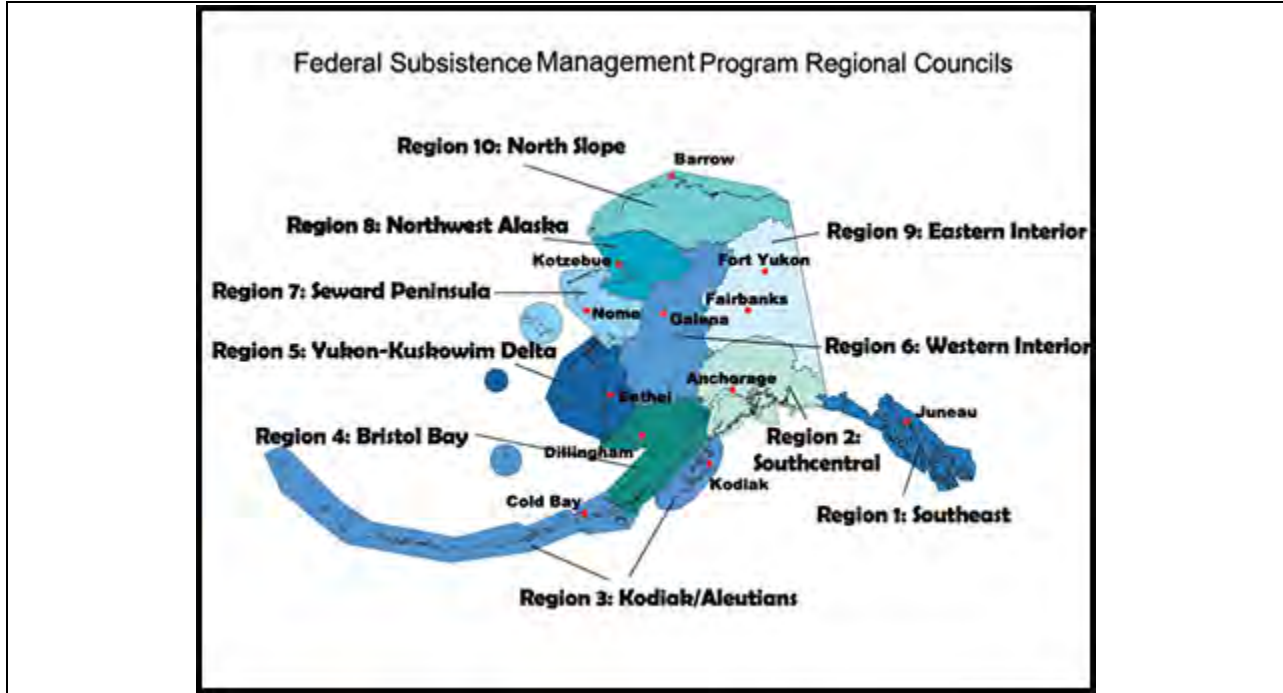 Federal Subsistence Management Program Regional Councils
Region 10: North Slope
Barrow
Region 8: Northwest Alaska
Region 9: Eastern Interior
Kotzebue
Fort Yukon
Region 7: Seward Peninsula
Fairbanks
Nome
Galena
Region 5: Yukon-Kuskowim Delta
Region 6: Western Interior
Anchorage
Bethel
Juneau
Region 4: Bristol Bay
Region 2:
Southcentral
Dillingham
Kodiak
Cold Bay
Region 1: Southeast
Region 3: Kodiak/Aleutians